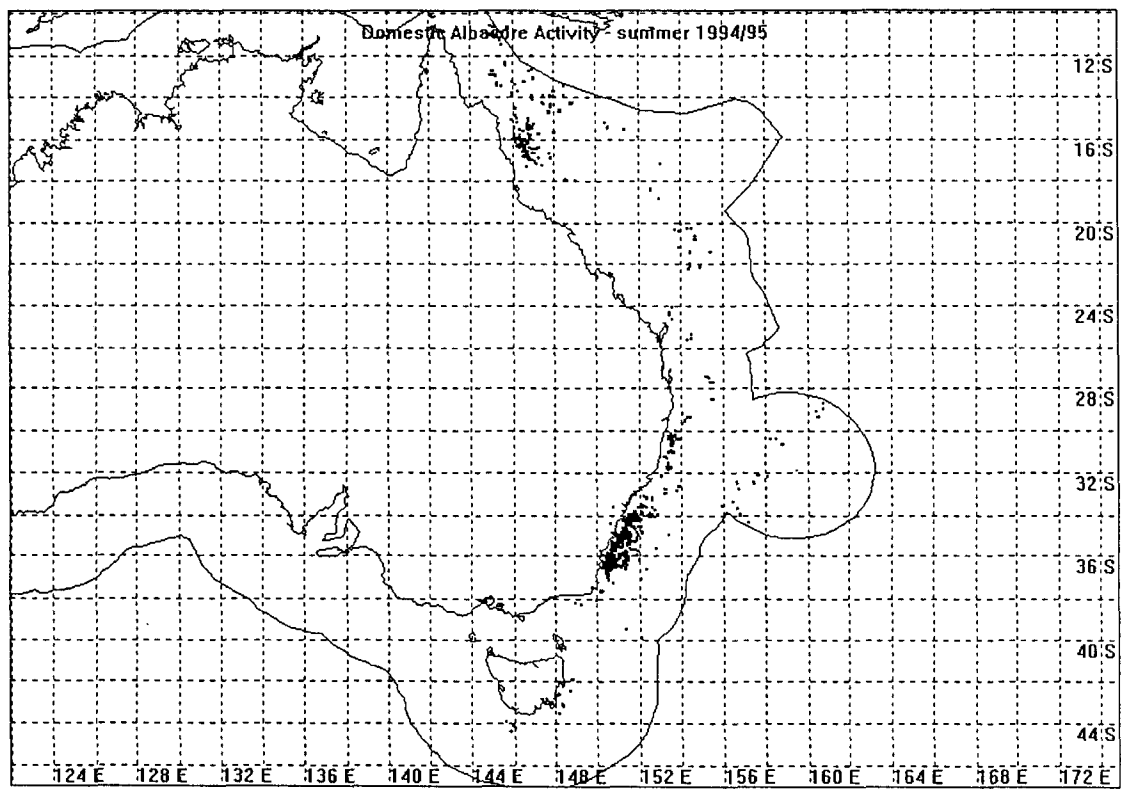 Domestic Albacore Activity - summer 1994/95
12'S
16'S
20'S
24'S
28'S
32'S
36'S
40'S
44'S
124 E 128 E 132 E 136 E 140 E 144 E 148 E 152 E 156 E 160 E 164 E 168 E 172 E